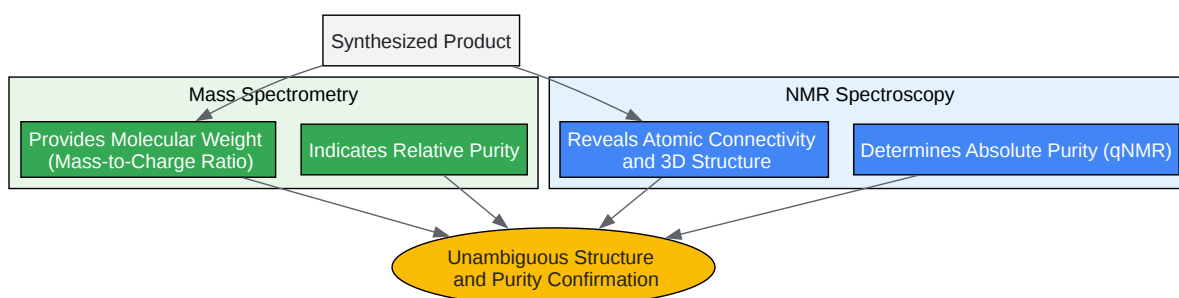 Synthesized Product
Mass Spectrometry
NMR Spectroscopy
Provides Molecular Weight
(Mass-to-Charge Ratio)
Indicates Relative Purity
Reveals Atomic Connectivity
and 3D Structure
Determines Absolute Purity (qNMR)
Unambiguous Structure
and Purity Confirmation